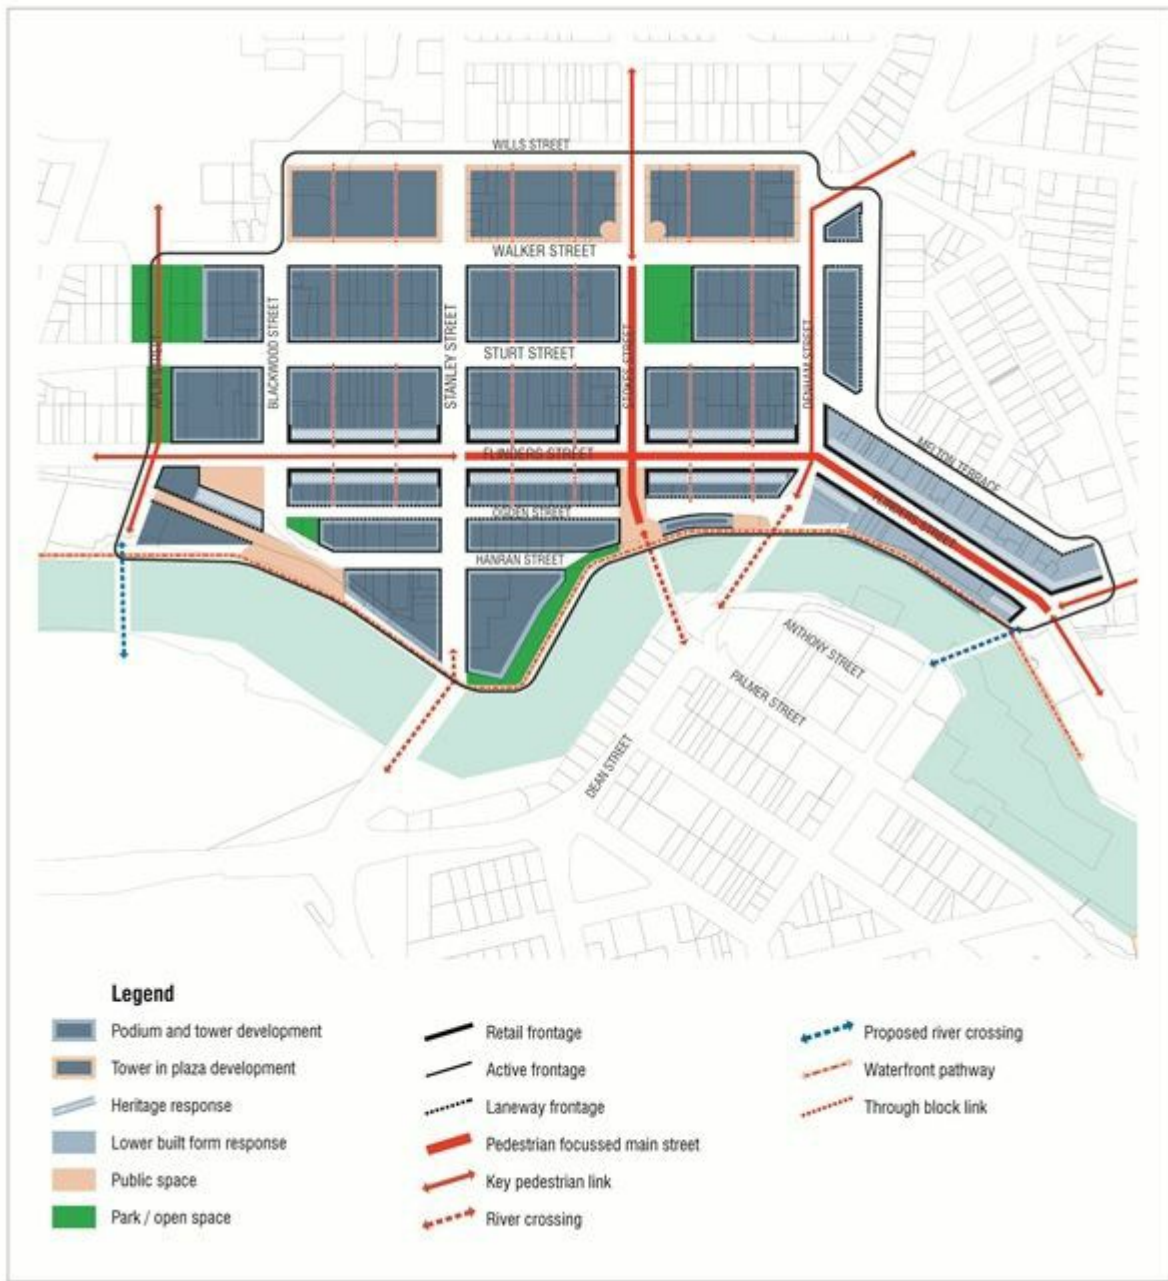 WILLS STREET
WALKER STREET
BLACKWOOD STREET
STANLEY STREET
STURT STREET
STOKES STREET
DENHAM STREET
FLINDERS STREET
MELTON TERRACE
FLINDERS STREET
OGDEN STREET
HANRAN STREET
ANTHONY STREET
PALMER STREET
DEAN STREET
Legend
Podium and tower development
Tower in plaza development
Heritage response
Lower built form response
Public space
Park / open space
Retail frontage
Active frontage
Laneway frontage
Pedestrian focussed main street
Key pedestrian link
River crossing
Proposed river crossing
Waterfront pathway
Through block link